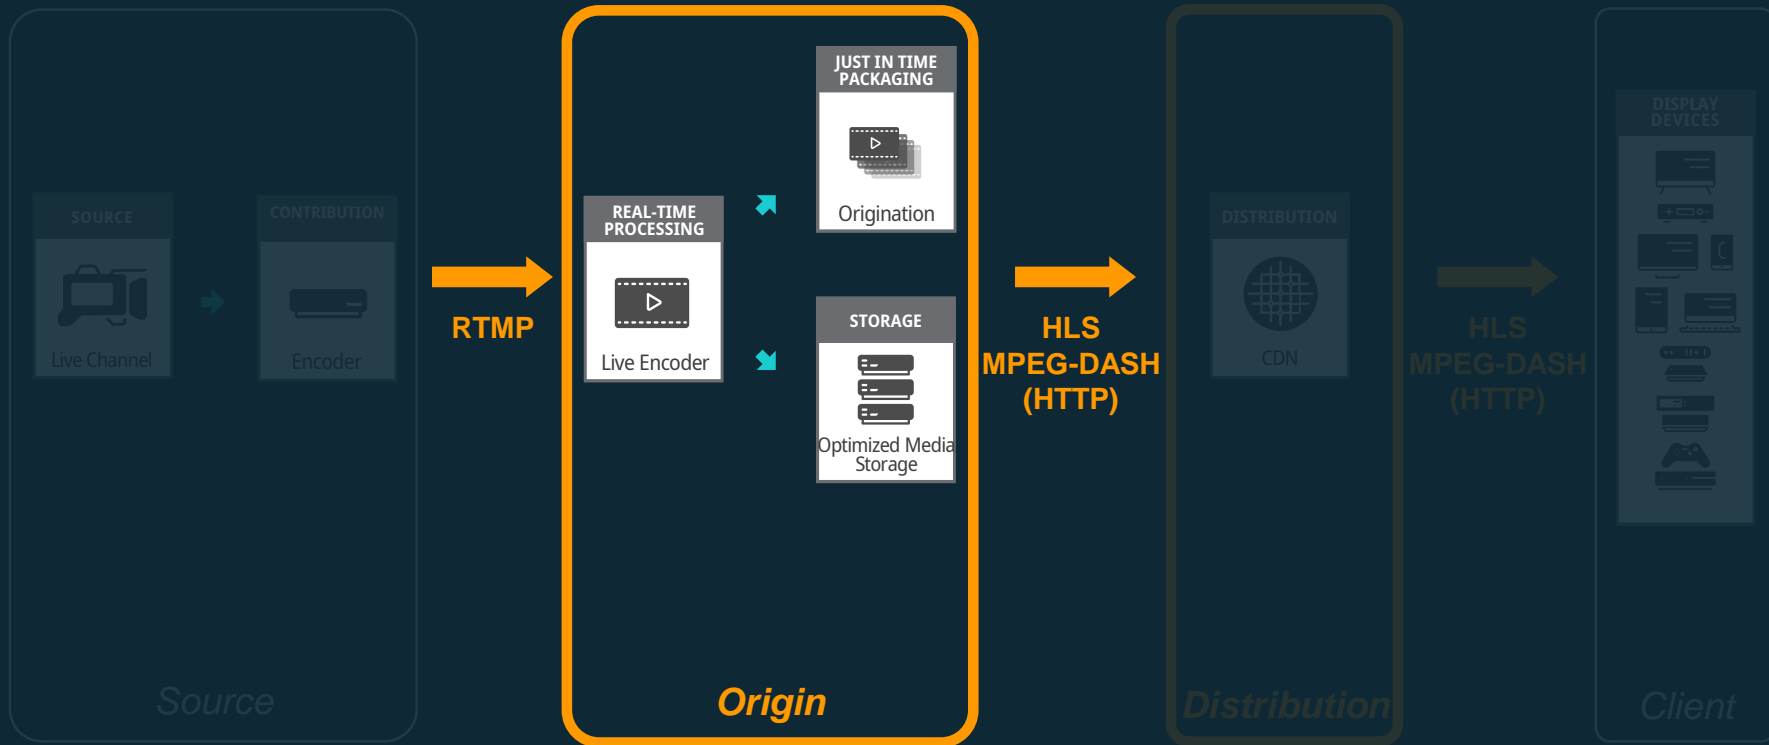 SOURCE
Live Channel
CONTRIBUTION
Encoder
Source
RTMP
REAL-TIME
PROCESSING
Live Encoder
JUST IN TIME
PACKAGING
Origination
STORAGE
Optimized Media
Storage
Origin
HLS
MPEG-DASH
(HTTP)
DISTRIBUTION
CDN
Distribution
HLS
MPEG-DASH
(HTTP)
DISPLAY
DEVICES
Client